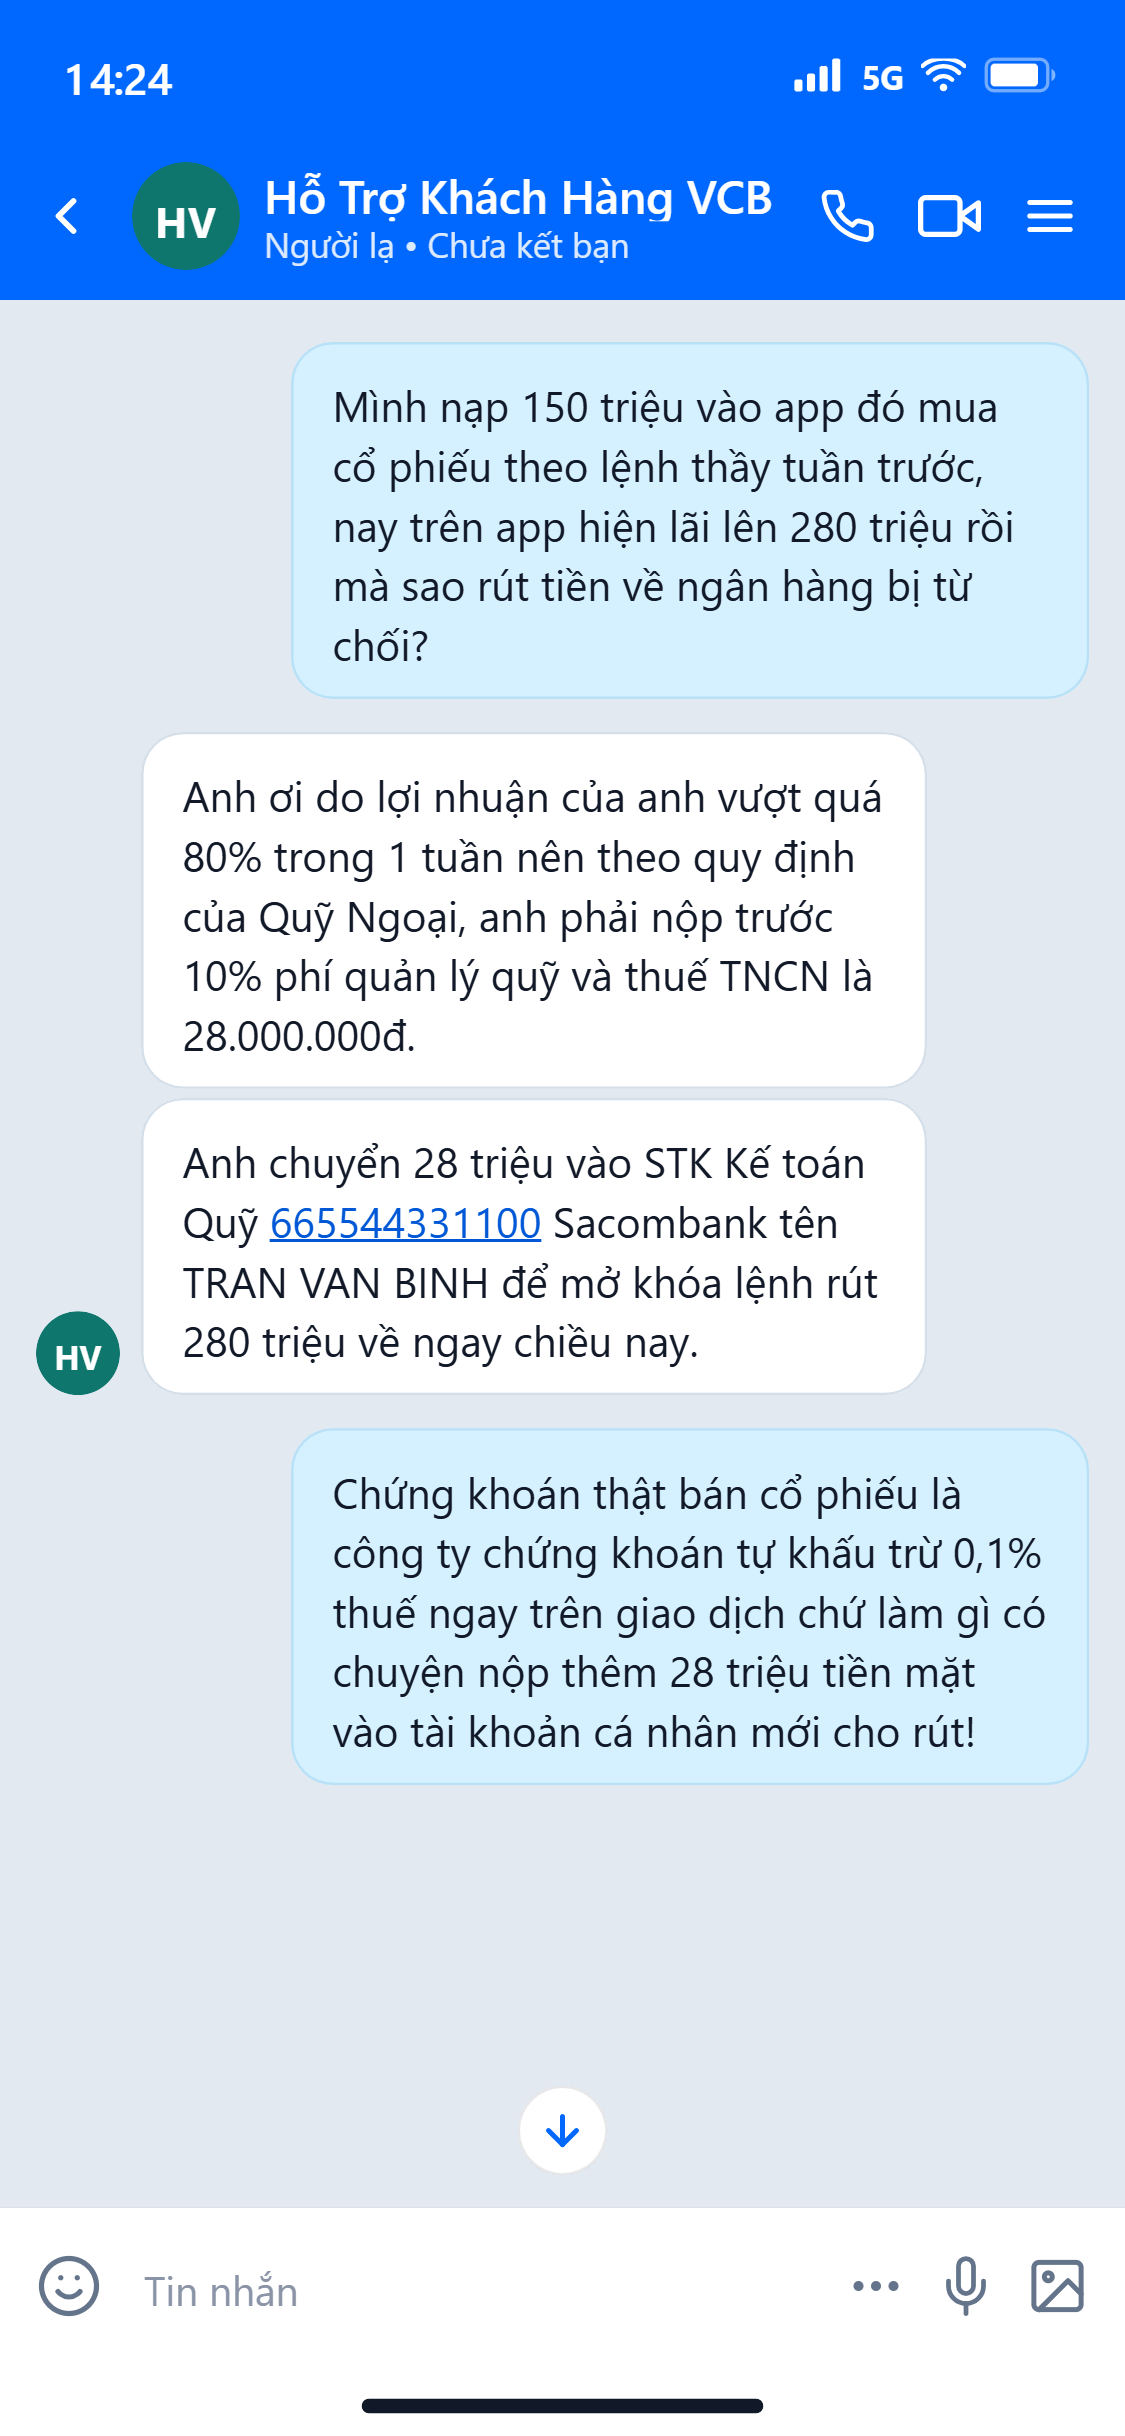 14:24
5G
HV
Hỗ Trợ Khách Hàng VCB
Người lạ • Chưa kết bạn
Mình nạp 150 triệu vào app đó mua
cổ phiếu theo lệnh thầy tuần trước,
nay trên app hiện lãi lên 280 triệu rồi
mà sao rút tiền về ngân hàng bị từ
chối?
Anh ơi do lợi nhuận của anh vượt quá
80% trong 1 tuần nên theo quy định
của Quỹ Ngoại, anh phải nộp trước
10% phí quản lý quỹ và thuế TNCN là
28.000.000đ.
Anh chuyển 28 triệu vào STK Kế toán
Quỹ 665544331100 Sacombank tên
TRAN VAN BINH để mở khóa lệnh rút
280 triệu về ngay chiều nay.
HV
Chứng khoán thật bán cổ phiếu là
công ty chứng khoán tự khấu trừ 0,1%
thuế ngay trên giao dịch chứ làm gì có
chuyện nộp thêm 28 triệu tiền mặt
vào tài khoản cá nhân mới cho rút!
Tin nhắn